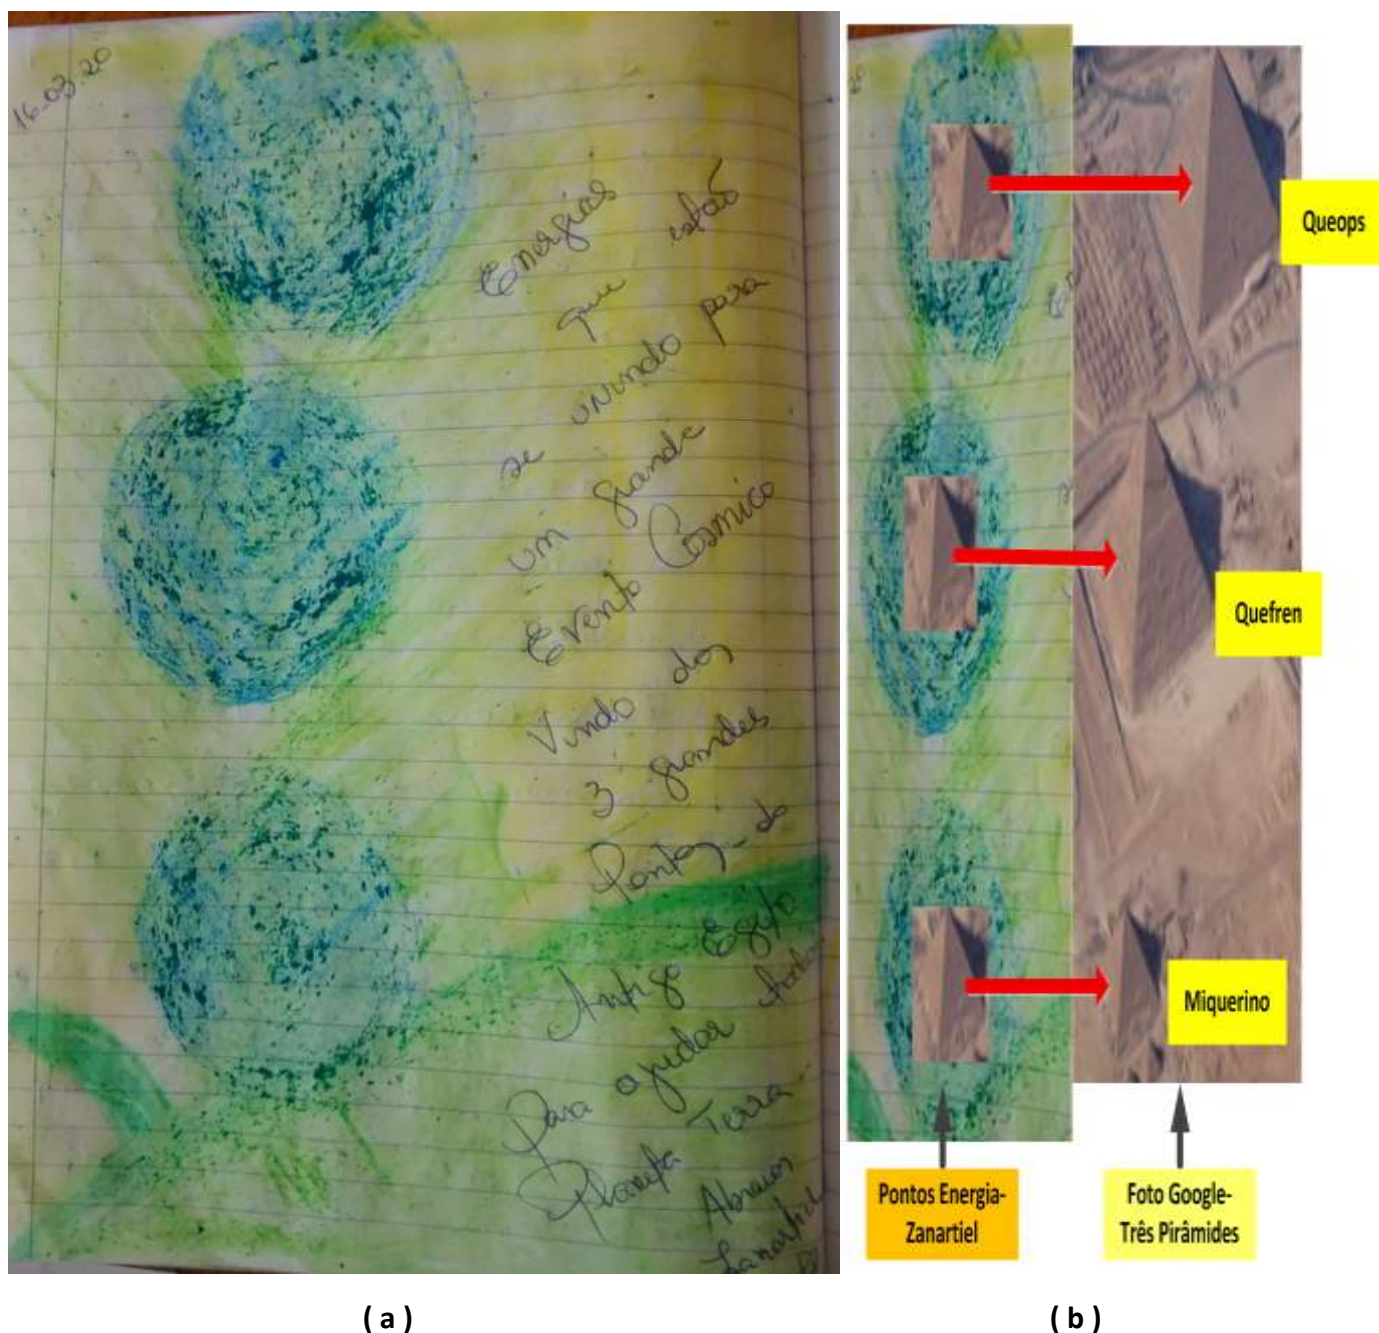 16.03.20
Energias
que estão
se unindo para
um grande
Evento Cosmico
Vindo dos
3 grandes
Pontos do
Antigo Egito
Para ajudar todo
Planeta Terra
Abraços
Zanartiel
Queops
Quefren
Miquerino
Pontos Energia-
Zanartiel
Foto Google-
Três Pirâmides
( a )
( b )